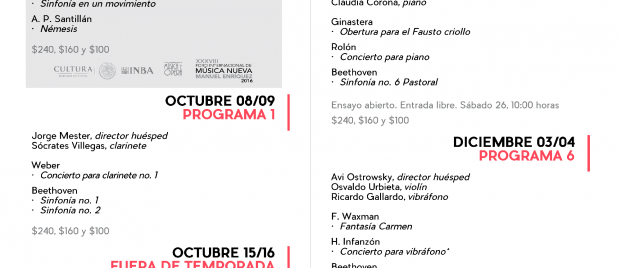 · Sinfonía en un movimiento
A. P. Santillán
· Némesis
$240, $160 y $100
CULTURA
INBA
XXXVIII
FORO INTERNACIONAL DE
MÚSICA NUEVA
MANUEL ENRÍQUEZ
2016
OCTUBRE 08/09
PROGRAMA 1
Jorge Mester, director huésped
Sócrates Villegas, clarinete
Weber
· Concierto para clarinete no. 1
Beethoven
· Sinfonía no. 1
· Sinfonía no. 2
$240, $160 y $100
OCTUBRE 15/16
FUERA DE TEMPORADA
Claudia Corona, piano
Ginastera
· Obertura para el Fausto criollo
Rolón
· Concierto para piano
Beethoven
· Sinfonía no. 6 Pastoral
Ensayo abierto. Entrada libre. Sábado 26, 10:00 horas
$240, $160 y $100
DICIEMBRE 03/04
PROGRAMA 6
Avi Ostrowsky, director huésped
Osvaldo Urbieta, violín
Ricardo Gallardo, vibráfono
F. Waxman
· Fantasía Carmen
H. Infanzón
· Concierto para vibráfono*
Beethoven